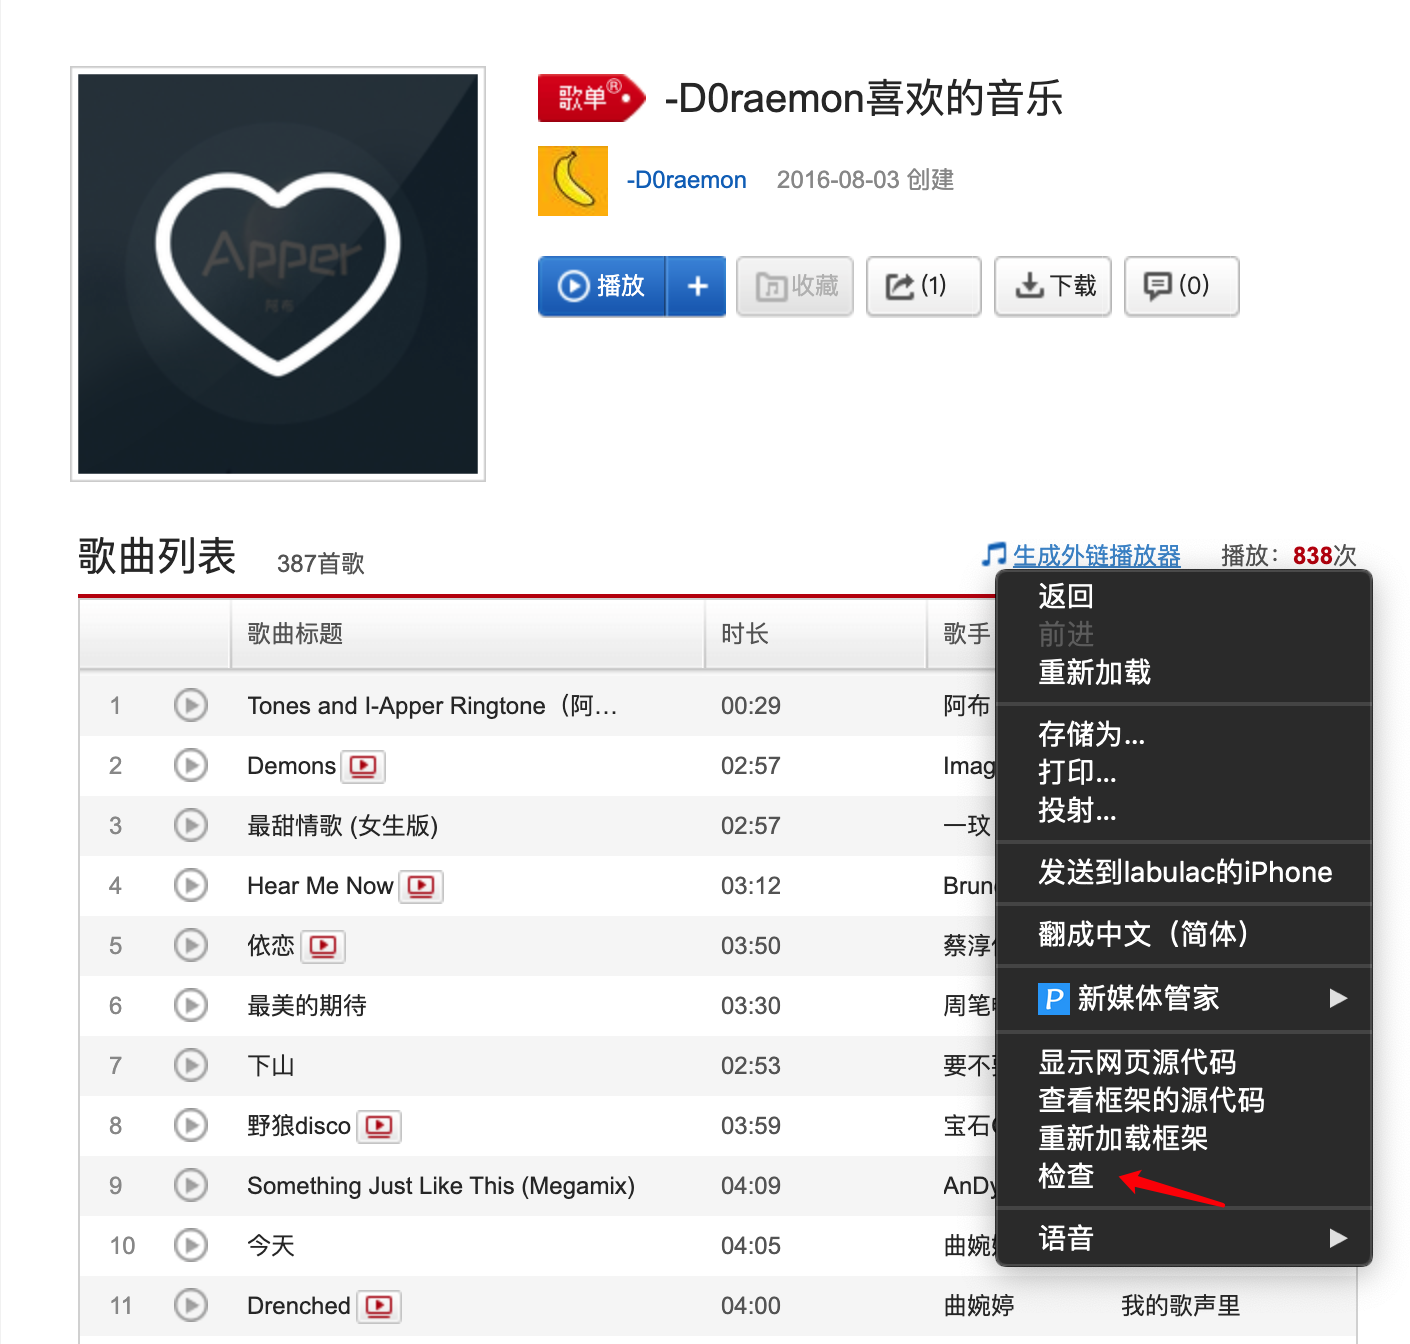 Apper
阿布
歌单®
-D0raemon喜欢的音乐
-D0raemon 2016-08-03 创建
播放 + 收藏 (1) 下载 (0)
歌曲列表 387首歌 生成外链播放器 播放：838次
歌曲标题 时长 歌手
1 Tones and I-Apper Ringtone（阿… 00:29 阿布
2 Demons 02:57 Imag
3 最甜情歌 (女生版) 02:57 一玟
4 Hear Me Now 03:12 Brun
5 依恋 03:50 蔡淳
6 最美的期待 03:30 周笔
7 下山 02:53 要不
8 野狼disco 03:59 宝石
9 Something Just Like This (Megamix) 04:09 AnDy
10 今天 04:05 曲婉
11 Drenched 04:00 曲婉婷 我的歌声里
返回
前进
重新加载
存储为...
打印...
投射...
发送到labulac的iPhone
翻成中文（简体）
P 新媒体管家
显示网页源代码
查看框架的源代码
重新加载框架
检查
语音